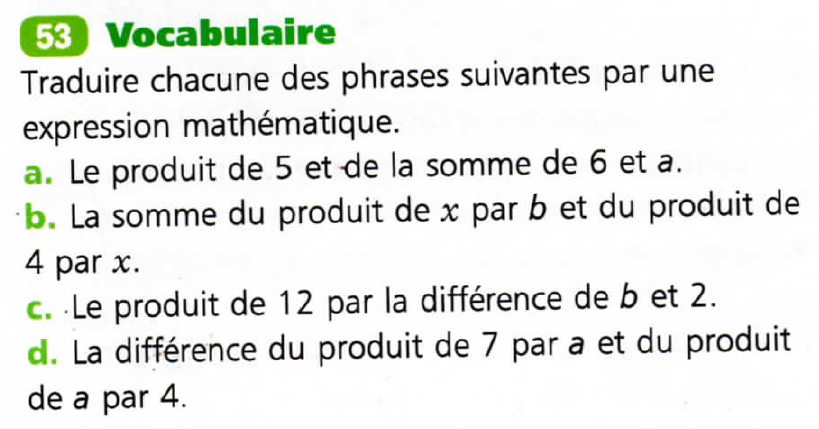 53 Vocabulaire
Traduire chacune des phrases suivantes par une
expression mathématique.
a. Le produit de 5 et de la somme de 6 et a.
b. La somme du produit de x par b et du produit de
4 par x.
c. Le produit de 12 par la différence de b et 2.
d. La différence du produit de 7 par a et du produit
de a par 4.